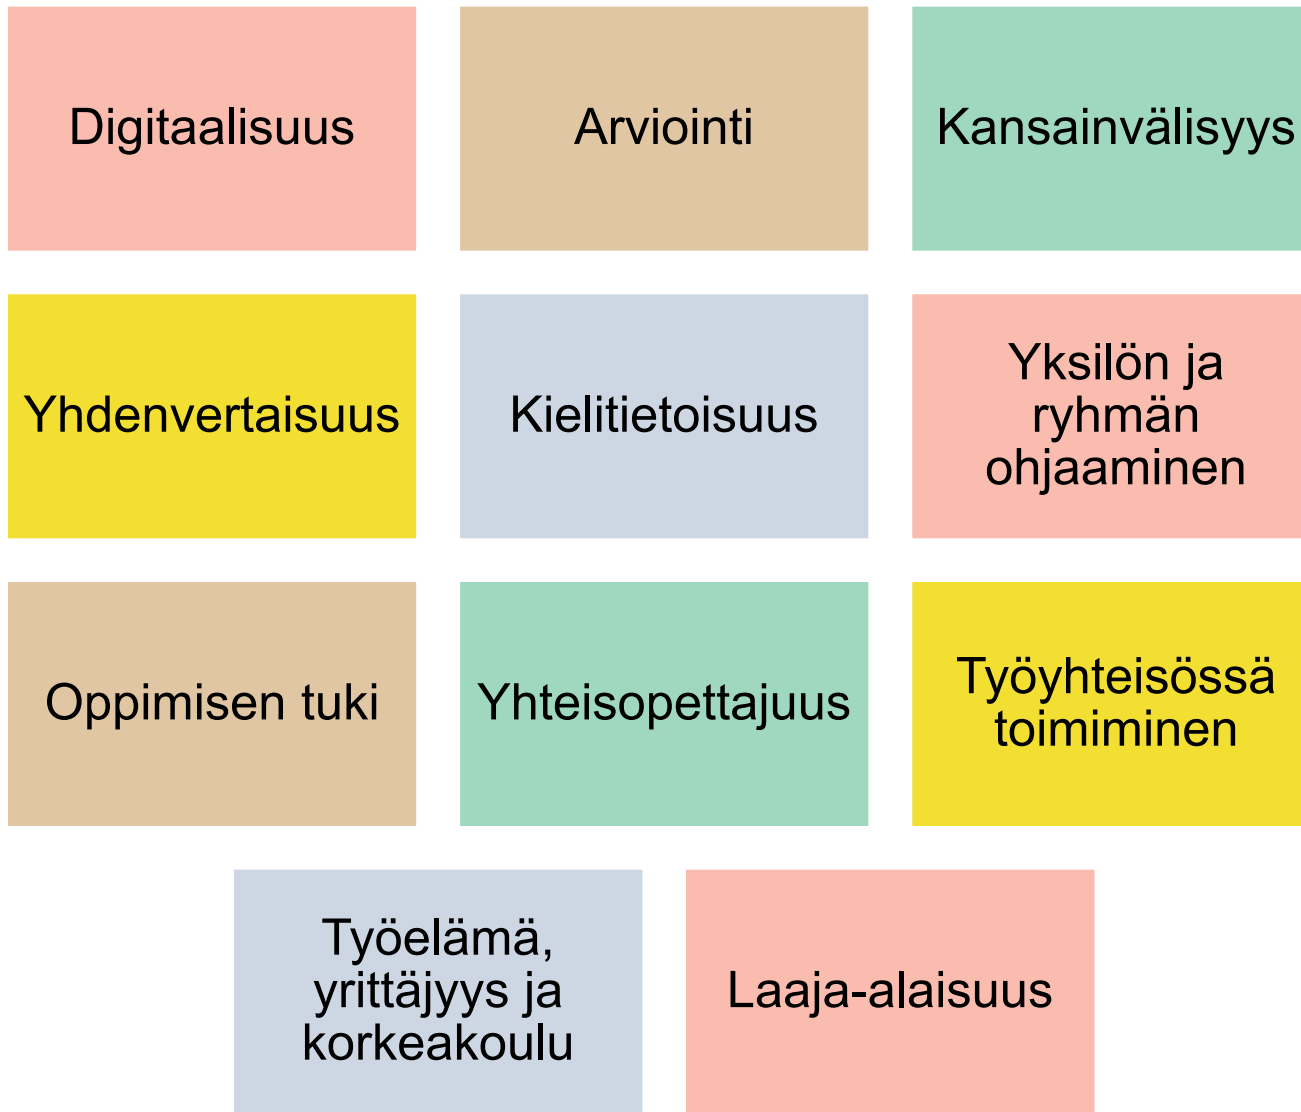 Digitaalisuus
Arviointi
Kansainvälisyys
Yhdenvertaisuus
Kielitietoisuus
Yksilön ja
ryhmän
ohjaaminen
Oppimisen tuki
Yhteisopettajuus
Työyhteisössä
toimiminen
Työelämä,
yrittäjyys ja
korkeakoulu
Laaja-alaisuus